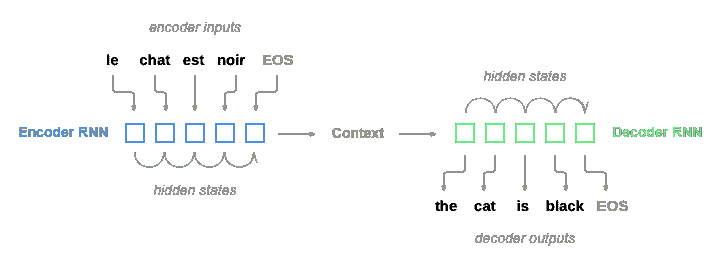 encoder inputs
le chat est noir EOS
hidden states
Encoder RNN
Context
Decoder RNN
hidden states
the cat is black EOS
decoder outputs